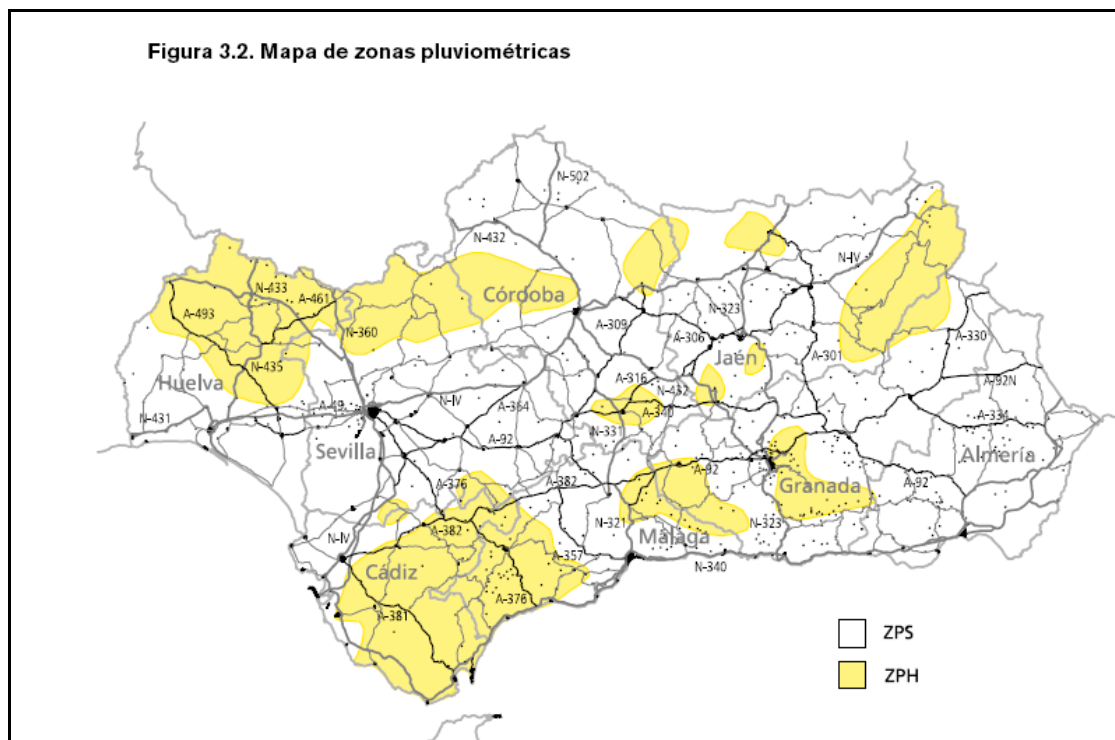 Figura 3.2. Mapa de zonas pluviométricas
N-502
N-432
N-IV
N-433
A-461
Córdoba
A-493
N-360
N-323
A-309
A-306
A-330
Jaén
A-301
N-435
Huelva
A-316
N-432
A-92N
A-49
N-IV
A-364
A-340
A-334
N-431
N-331
Sevilla
A-92
Almería
A-92
A-376
A-382
Granada
A-92
N-321
N-323
A-382
Málaga
N-IV
A-357
Cádiz
N-340
A-376
A-381
ZPS
ZPH